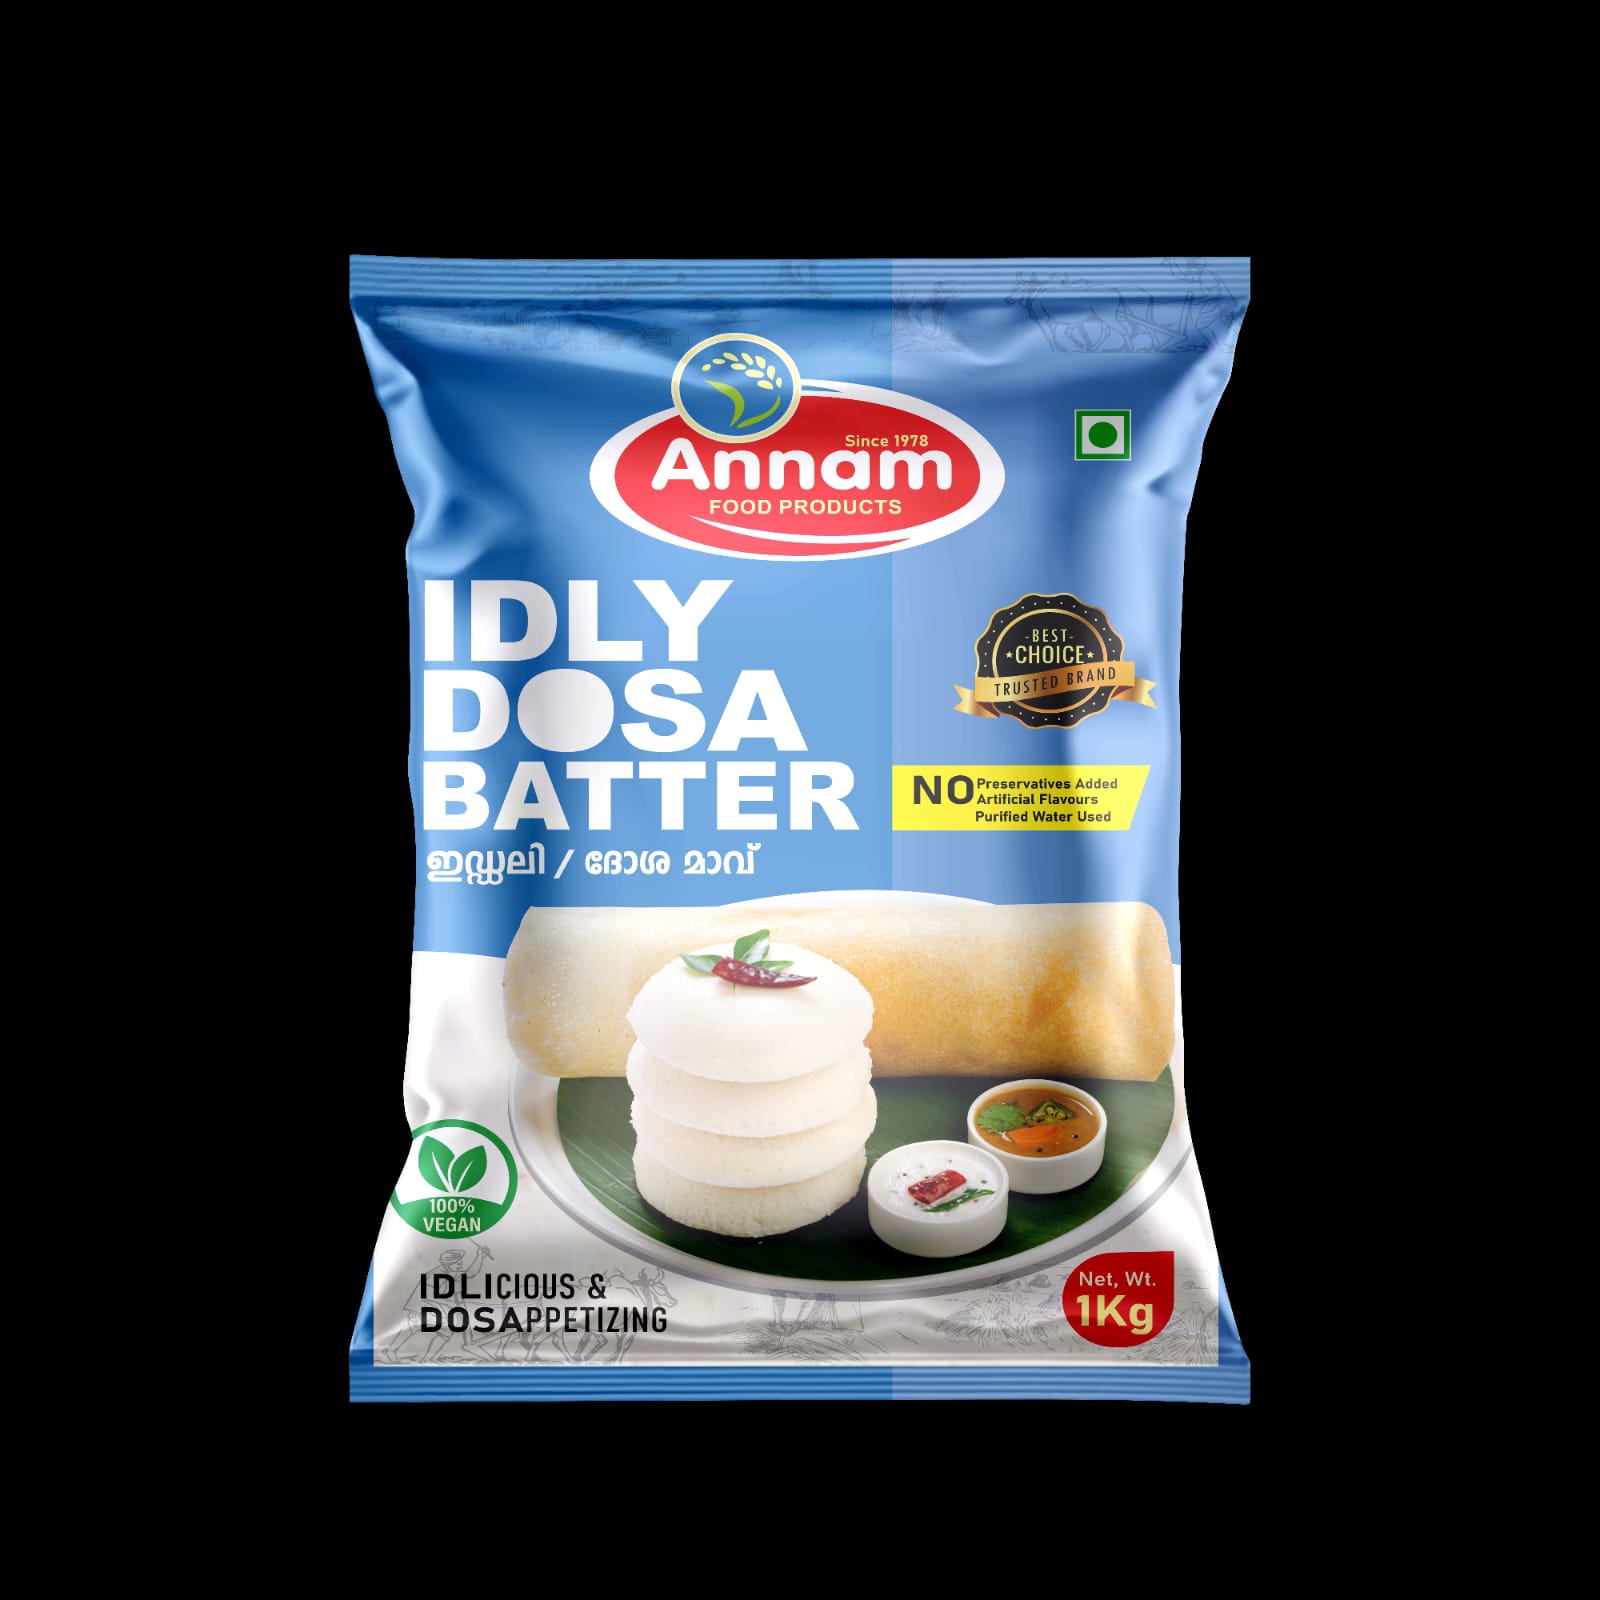 Since 1978
Annam
FOOD PRODUCTS
IDLY
DOSA
BATTER
ഇഡ്ഡലി / ദോശ മാവ്
-BEST-
CHOICE
TRUSTED BRAND
NO Preservatives Added
Artificial Flavours
Purified Water Used
100%
VEGAN
IDLICIOUS &
DOSAPPETIZING
Net, Wt.
1Kg